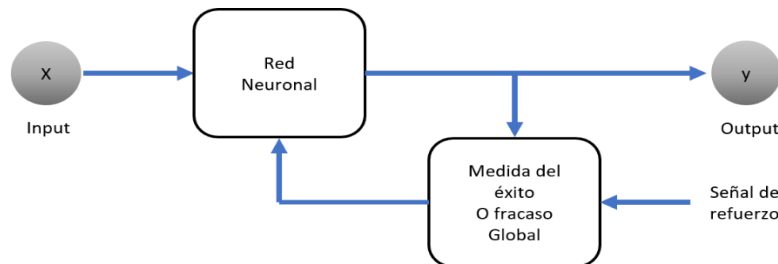 X
Input
Red
Neuronal
y
Output
Medida del
éxito
O fracaso
Global
Señal de
refuerzo